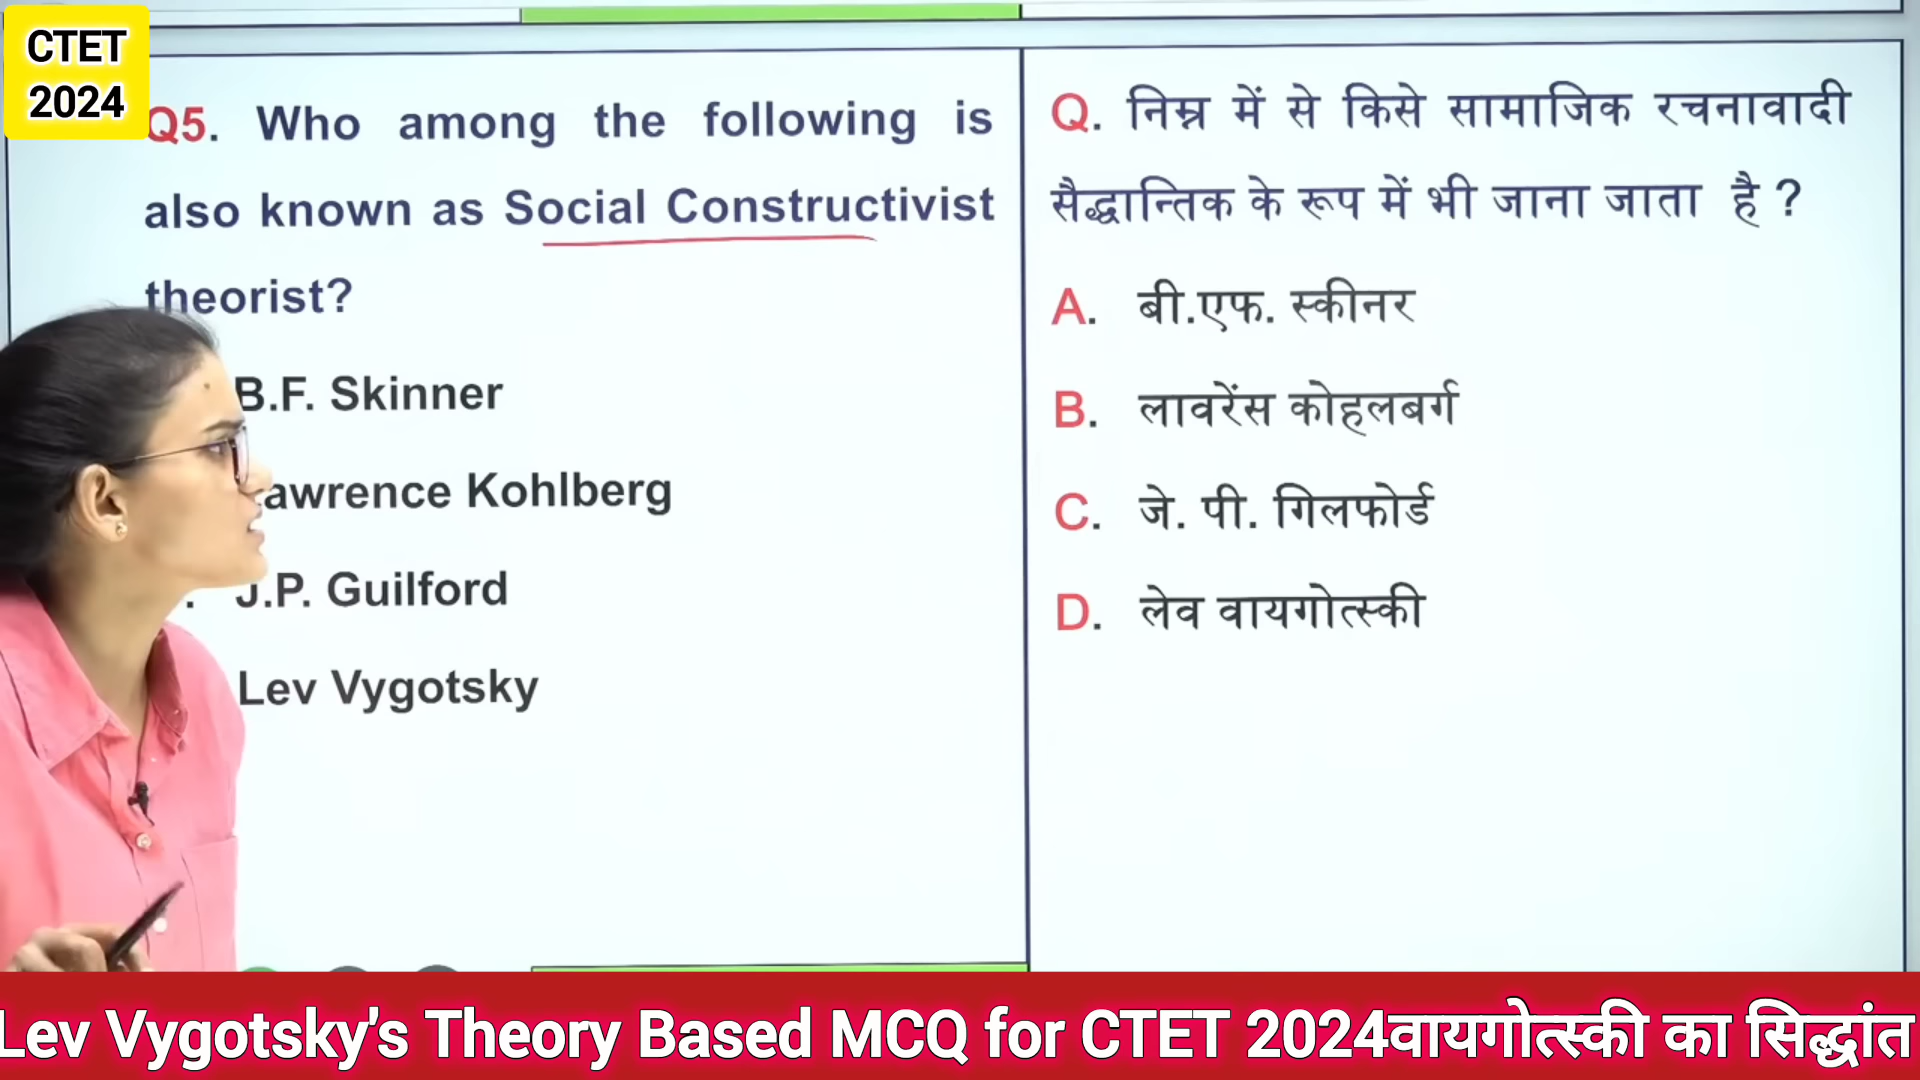 CTET
2024
Q5. Who among the following is
also known as Social Constructivist
theorist?
B.F. Skinner
Kohlberg
J.P. Guilford
Lev Vygotsky
Q. निम्न में से किसे सामाजिक रचनावादी
सैद्धान्तिक के रूप में भी जाना जाता है ?
A. बी.एफ. स्कीनर
B. लावरेंस कोहलबर्ग
C. जे. पी. गिलफोर्ड
D. लेव वायगोत्स्की
Lev Vygotsky's Theory Based MCQ for CTET 2024वायगोत्स्की का सिद्धांत